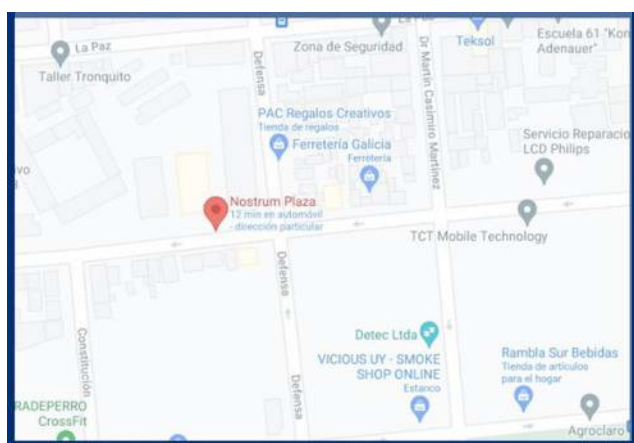 La Paz
Taller Tronquito
Defensa
Zona de Seguridad
La Pa
Teksol
Escuela 61 "Kon
Adenauer"
Dr Martín Casimiro Martínez
PAC Regalos Creativos
Tienda de regalos
Ferretería Galicia
Ferretería
Servicio Reparacio
LCD Philips
vo
Nostrum Plaza
12 min en automóvil
- dirección particular
TCT Mobile Technology
Defensa
Constitución
Detec Ltda
VICIOUS UY - SMOKE
SHOP ONLINE
Estanco
Rambla Sur Bebidas
Tienda de artículos
para el hogar
Defensa
RADEPERRO
CrossFit
Agroclaro